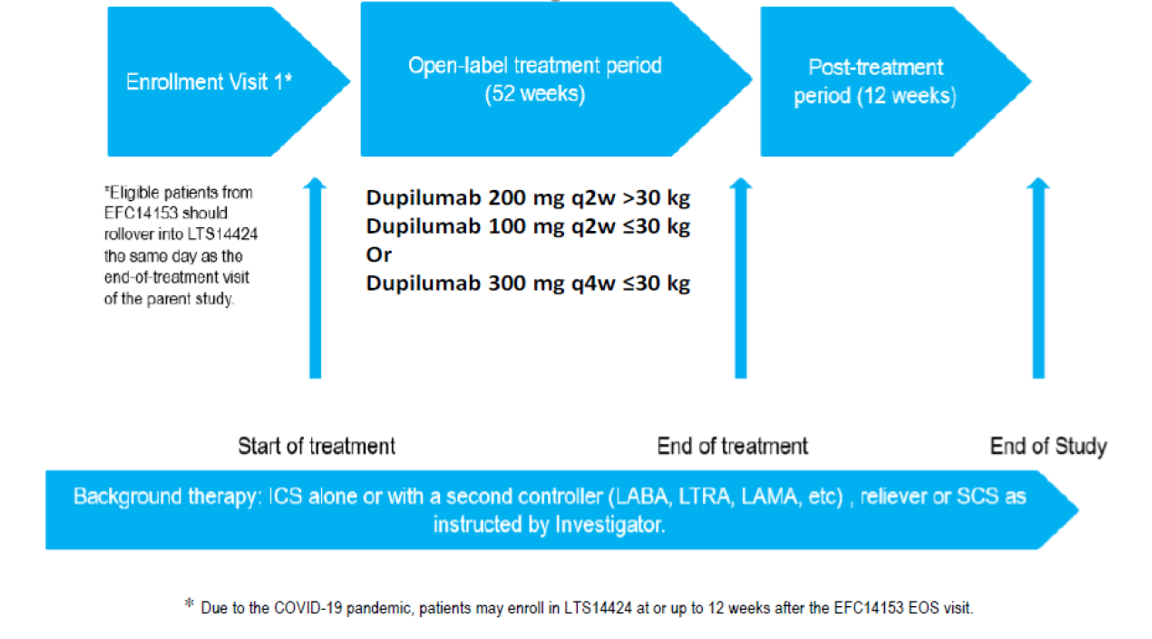 Enrollment Visit 1*
Open-label treatment period
(52 weeks)
Post-treatment
period (12 weeks)
*Eligible patients from
EFC14153 should
rollover into LTS14424
the same day as the
end-of-treatment visit
of the parent study.
Dupilumab 200 mg q2w >30 kg
Dupilumab 100 mg q2w ≤30 kg
Or
Dupilumab 300 mg q4w ≤30 kg
Start of treatment
End of treatment
End of Study
Background therapy: ICS alone or with a second controller (LABA, LTRA, LAMA, etc) , reliever or SCS as
instructed by Investigator.
* Due to the COVID-19 pandemic, patients may enroll in LTS14424 at or up to 12 weeks after the EFC14153 EOS visit.